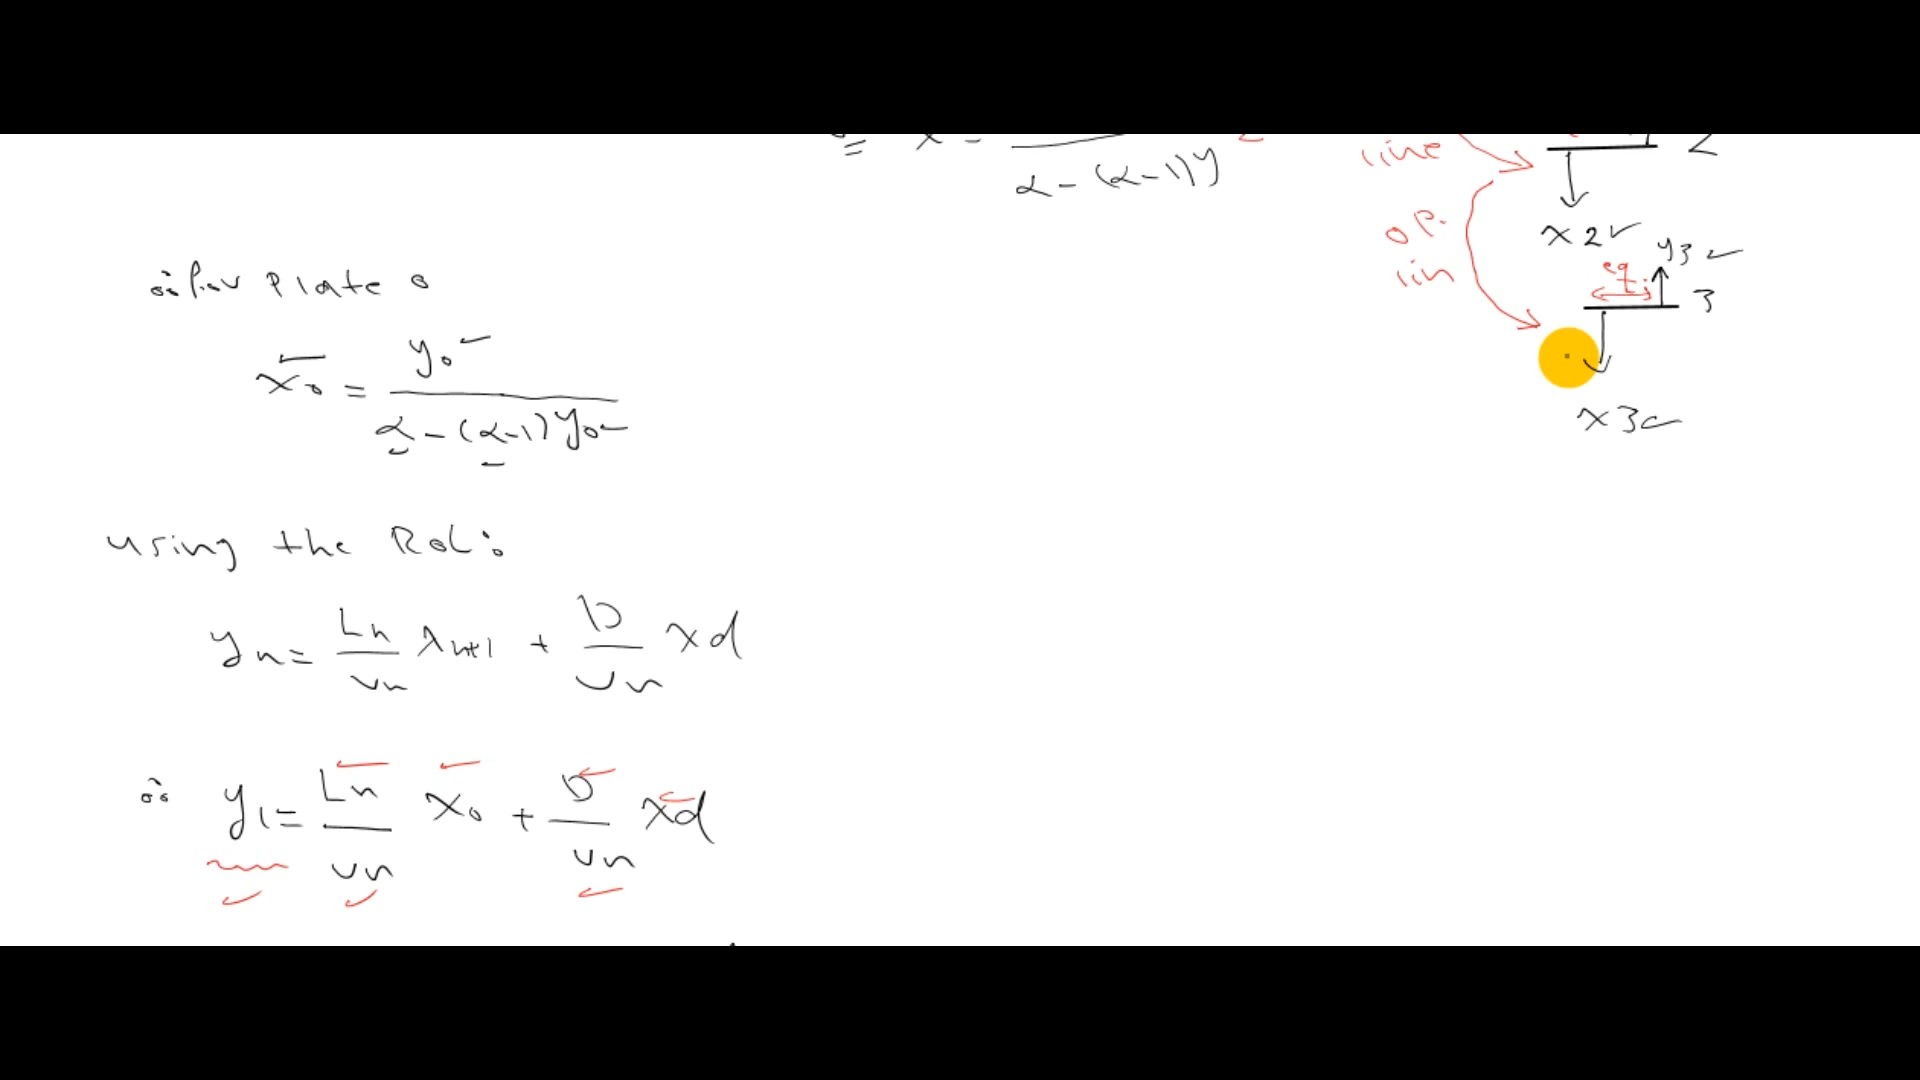 x = 
α - (α-1)y
∴ for Plate 0
x0 = y0 / α - (α-1) y0
using the ROL:
yn = Ln / Vn xn+1 + D / Vn xd
∴ y1 = Ln / Vn x0 + D / Vn xd
line
2
op.
lin
x2
y3
eq
3
x3